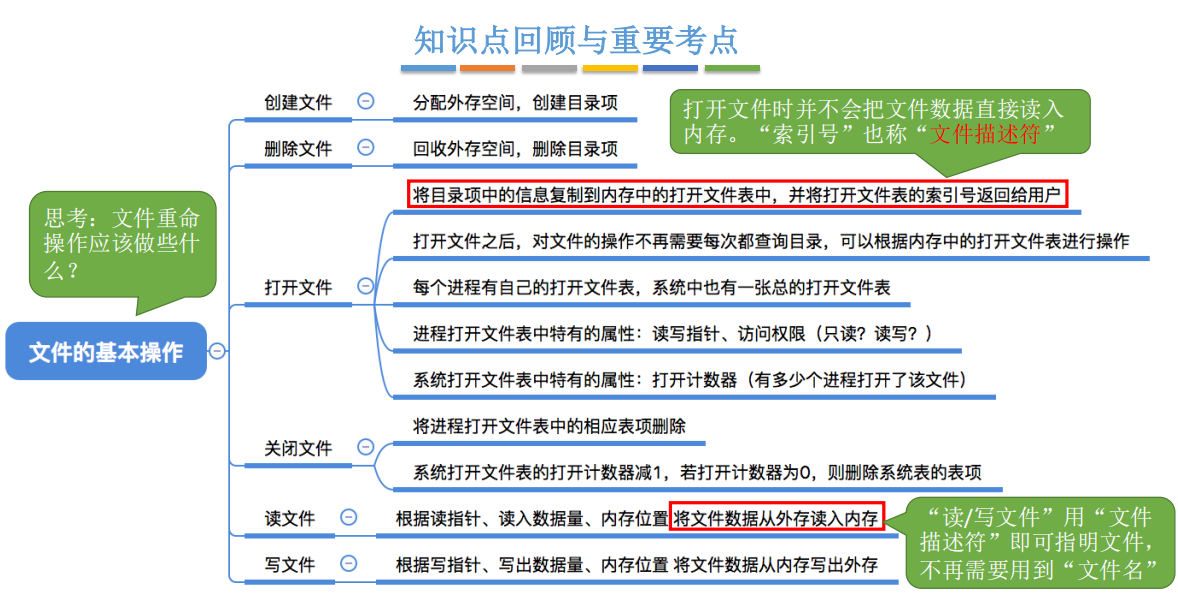 知识点回顾与重要考点
创建文件
分配外存空间，创建目录项
打开文件时并不会把文件数据直接读入
内存。“索引号”也称“文件描述符”
删除文件
回收外存空间，删除目录项
思考：文件重命
操作应该做些什
么？
将目录项中的信息复制到内存中的打开文件表中，并将打开文件表的索引号返回给用户
打开文件之后，对文件的操作不再需要每次都查询目录，可以根据内存中的打开文件表进行操作
打开文件
每个进程有自己的打开文件表，系统中也有一张总的打开文件表
进程打开文件表中特有的属性：读写指针、访问权限（只读？读写？）
文件的基本操作
系统打开文件表中特有的属性：打开计数器（有多少个进程打开了该文件）
关闭文件
将进程打开文件表中的相应表项删除
系统打开文件表的打开计数器减1，若打开计数器为0，则删除系统表的表项
读文件
根据读指针、读入数据量、内存位置 将文件数据从外存读入内存
“读/写文件”用“文件
描述符”即可指明文件，
不再需要用到“文件名”
写文件
根据写指针、写出数据量、内存位置 将文件数据从内存写出外存